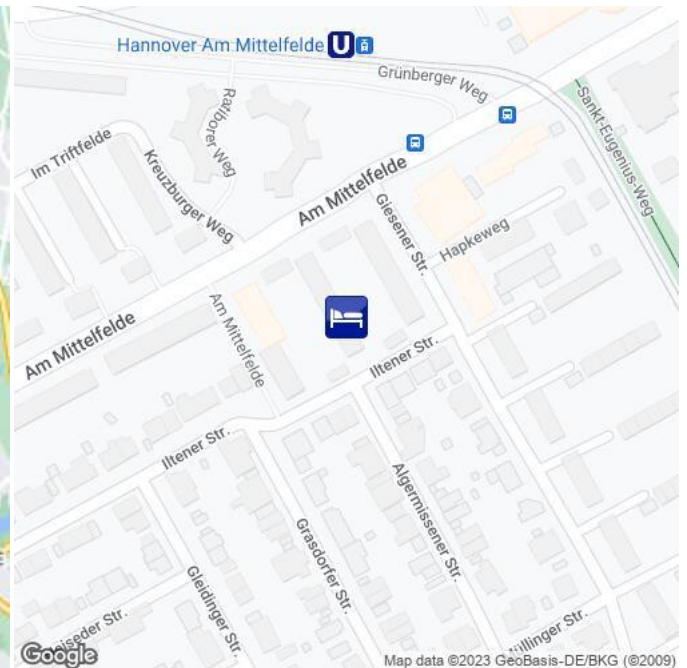 Hannover Am Mittelfelde U
Grünberger Weg
Ratiborer Weg
Sankt-Eugenius-Weg
Im Triftfelde
Kreuzburger Weg
Am Mittelfelde
Giesener Str.
Hapkeweg
Am Mittelfelde
Am Mittelfelde
Iltener Str.
Iltener Str.
Algermissener Str.
Grasdorfer Str.
Gleidinger Str.
eiseder Str.
üllinger Str.
Google
Map data ©2023 GeoBasis-DE/BKG (©2009)